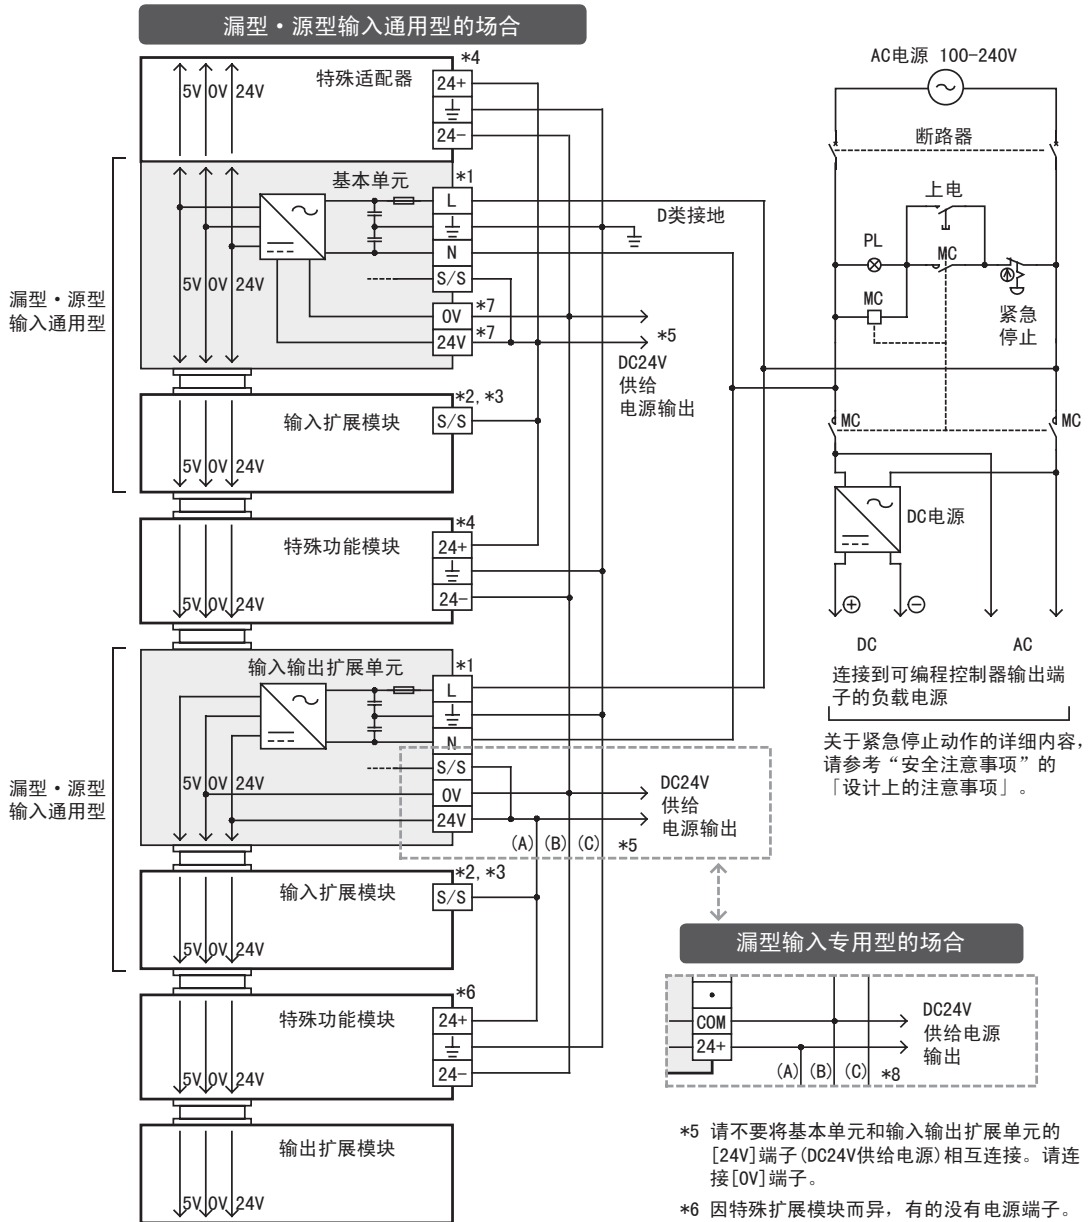 漏型・源型输入通用型的场合
*4
特殊适配器
24+
5V 0V 24V
24-
基本单元
*1
L
N
S/S
0V
*7
24V
*7
5V 0V 24V
漏型・源型
输入通用型
D类接地
*5
DC24V
供给
电源输出
*2, *3
输入扩展模块
S/S
5V 0V 24V
*4
特殊功能模块
24+
24-
5V 0V 24V
输入输出扩展单元
*1
L
N
S/S
0V
24V
5V 0V 24V
漏型・源型
输入通用型
DC24V
供给
电源输出
(A) (B) (C) *5
*2, *3
输入扩展模块
S/S
5V 0V 24V
*6
特殊功能模块
24+
24-
5V 0V 24V
输出扩展模块
5V 0V 24V
AC电源 100-240V
断路器
上电
PL
MC
MC
紧急
停止
MC
MC
DC电源
DC
AC
连接到可编程控制器输出端
子的负载电源
关于紧急停止动作的详细内容，
请参考“安全注意事项”的
「设计上的注意事项」。
漏型输入专用型的场合
COM
24+
DC24V
供给电源
输出
(A) (B) (C) *8
*5 请不要将基本单元和输入输出扩展单元的
[24V]端子(DC24V供给电源)相互连接。请连
接[0V]端子。
*6 因特殊扩展模块而异，有的没有电源端子。